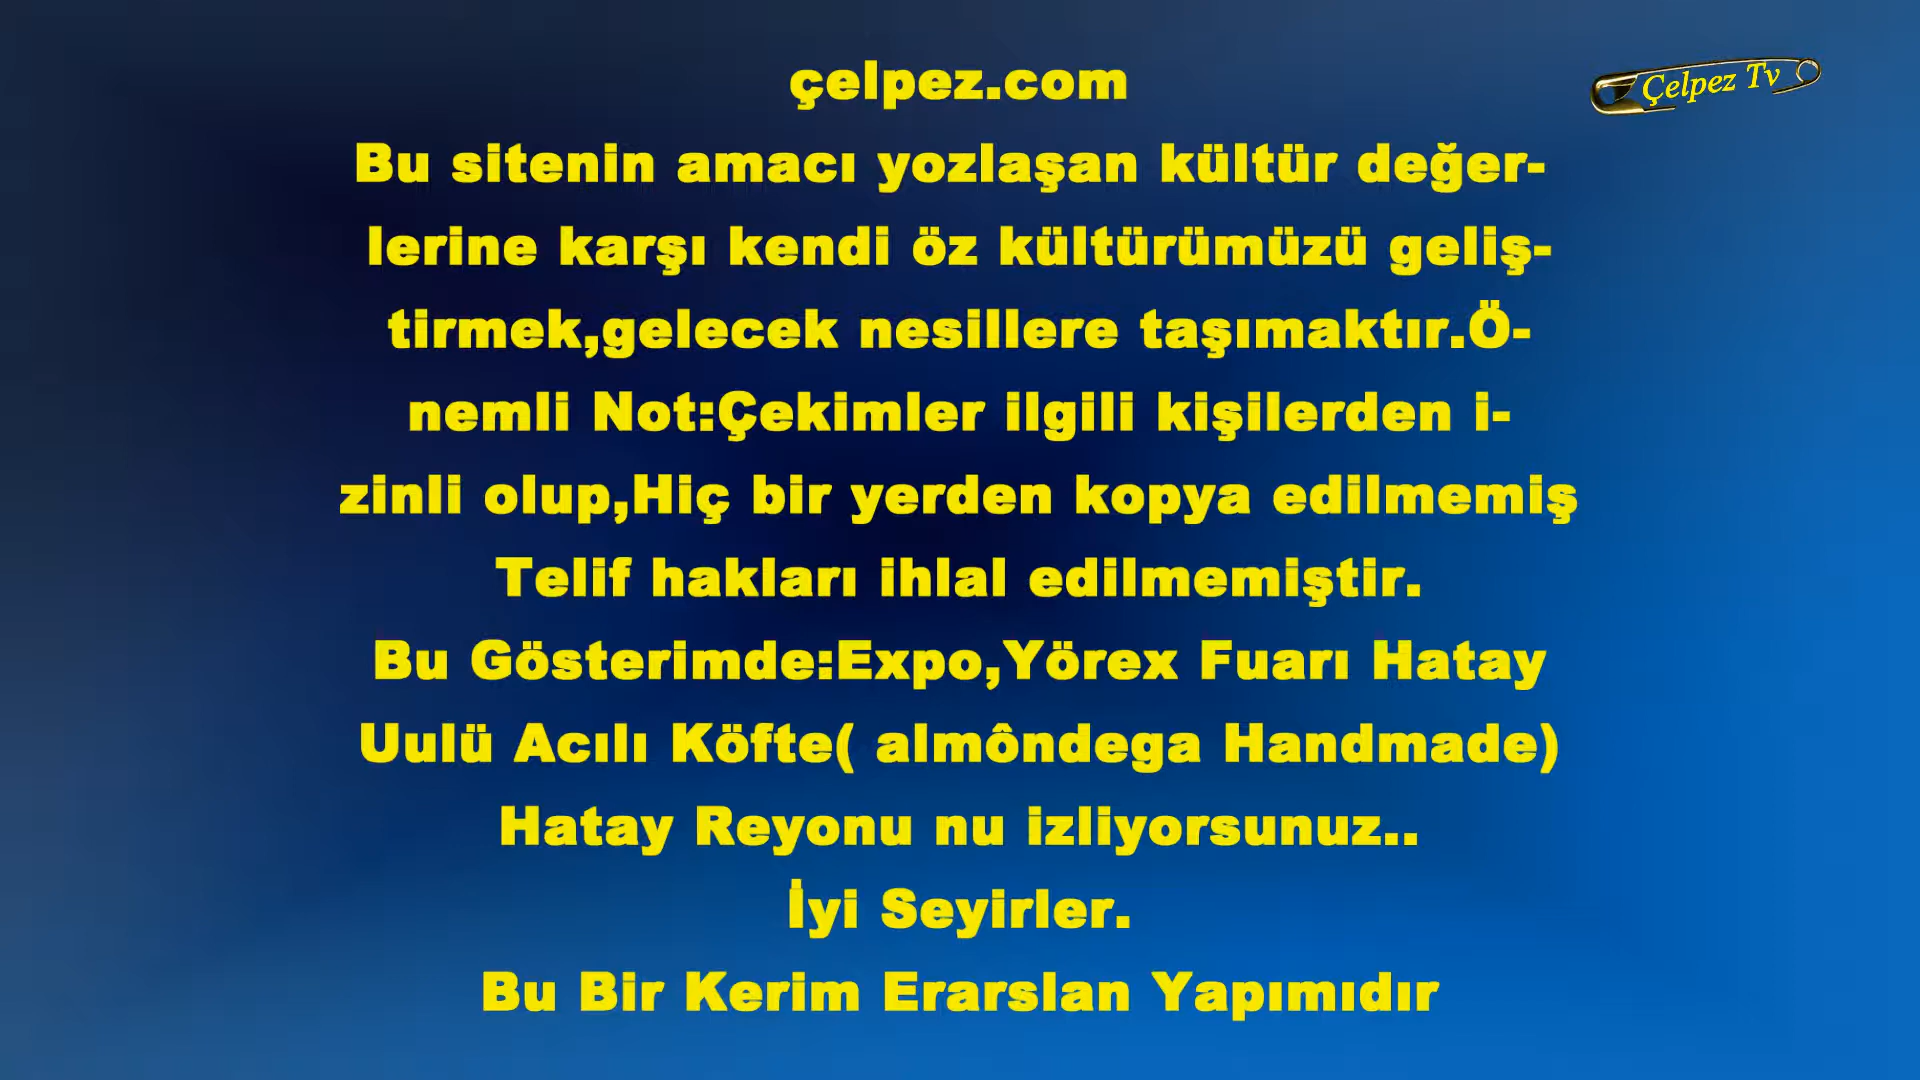 çelpez.com
Çelpez Tv
Bu sitenin amacı yozlaşan kültür değer-
lerine karşı kendi öz kültürümüzü geliş-
tirmek,gelecek nesillere taşımaktır.Ö-
nemli Not:Çekimler ilgili kişilerden i-
zinli olup,Hiç bir yerden kopya edilmemiş
Telif hakları ihlal edilmemiştir.
Bu Gösterimde:Expo,Yörex Fuarı Hatay
Uulü Acılı Köfte( almôndega Handmade)
Hatay Reyonu nu izliyorsunuz..
İyi Seyirler.
Bu Bir Kerim Erarslan Yapımıdır